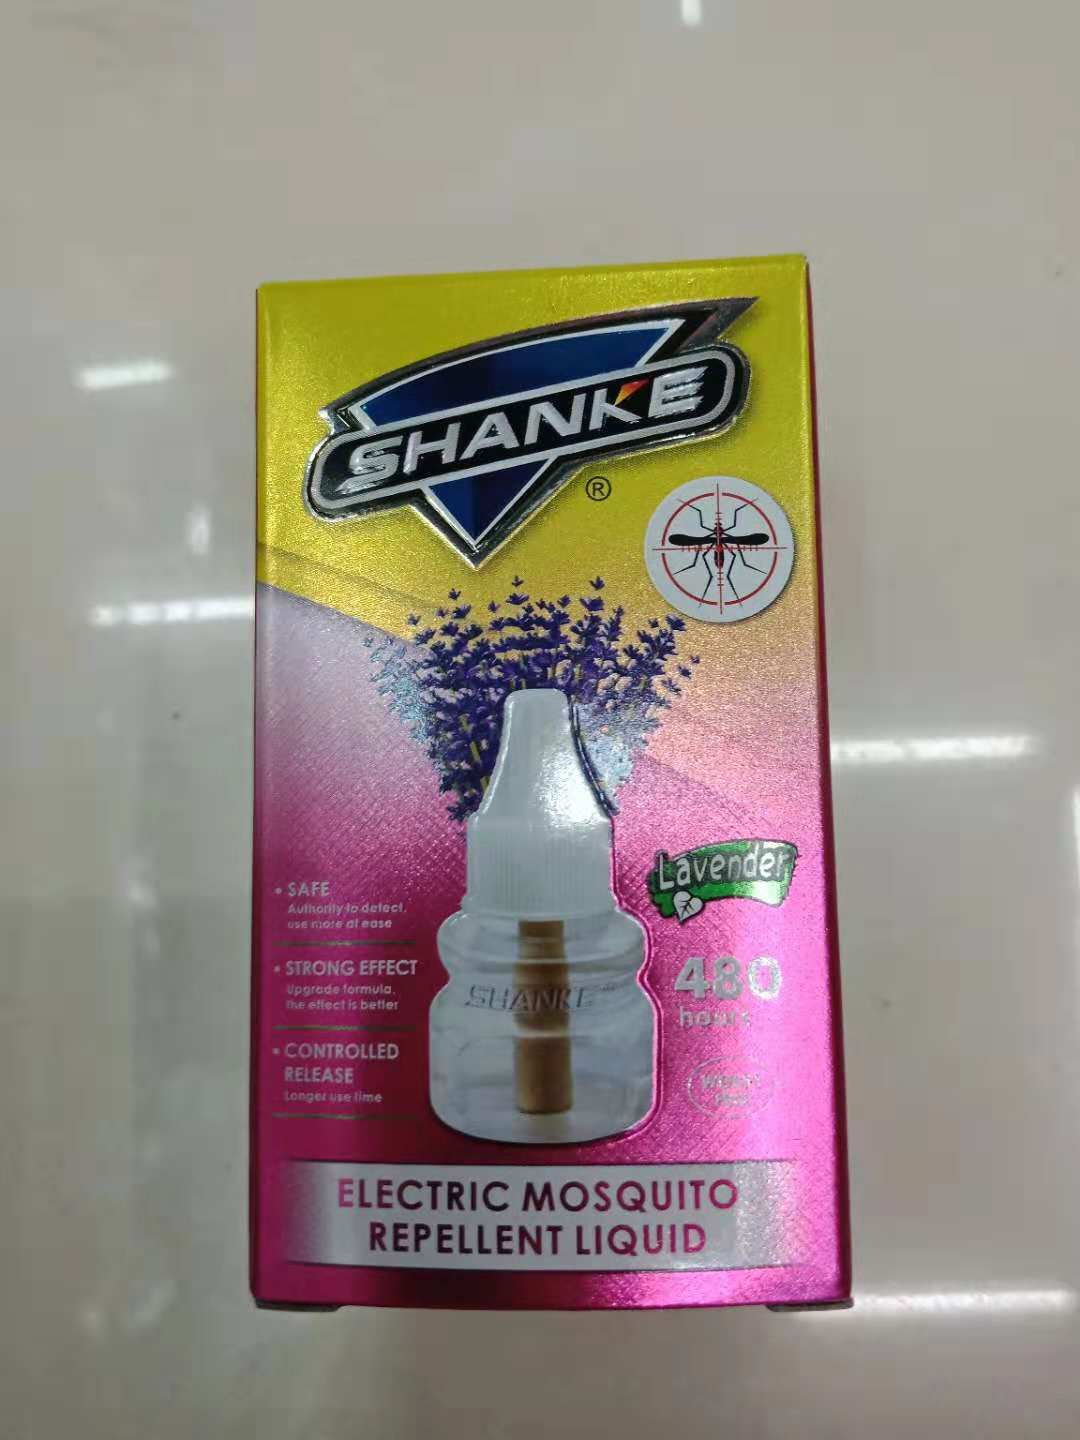 SHANKE
®
Lavender
480
hours
• SAFE
Authority to detect,
use more at ease
• STRONG EFFECT
Upgrade formula,
the effect is better
• CONTROLLED
RELEASE
Longer use time
SHANKE
ELECTRIC MOSQUITO
REPELLENT LIQUID